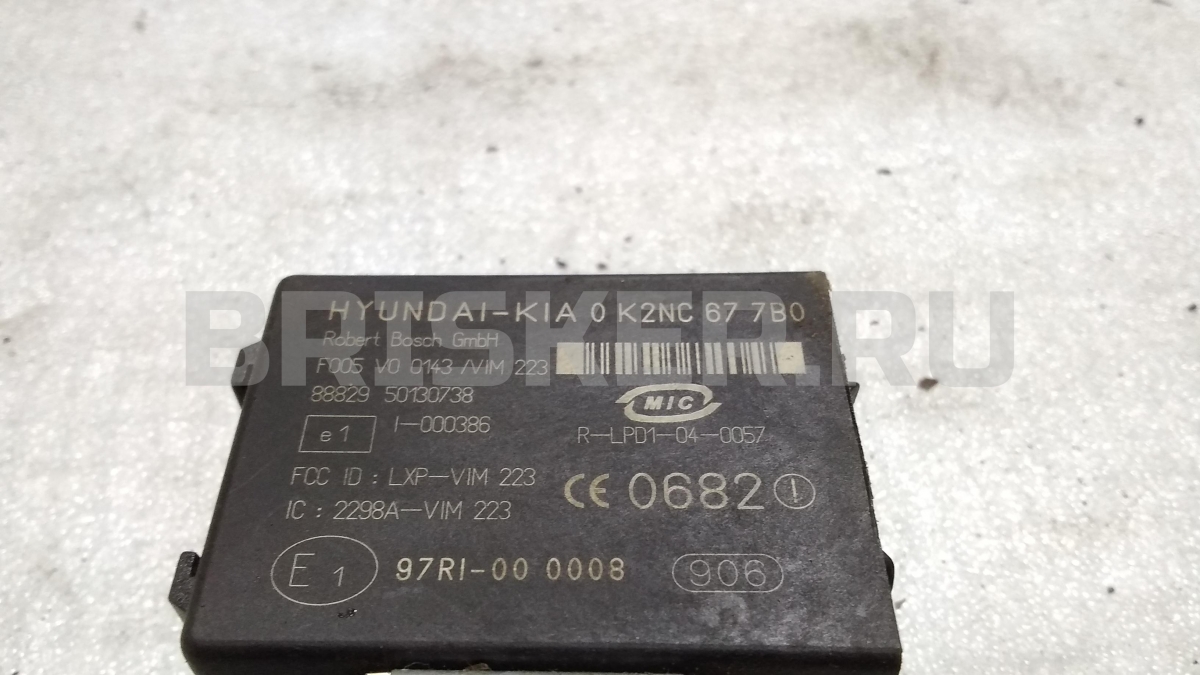 HYUNDAI-KIA 0 K2NC 67 7B0
Robert Bosch GmbH
F005 V0 0143 /VIM 223
88829 50130738
MIC
e1 I-000386
R-LPD1-04-0057
FCC ID : LXP-VIM 223
IC : 2298A-VIM 223
CE 0682
E1 97RI-00 0008 906
BRISKER.RU